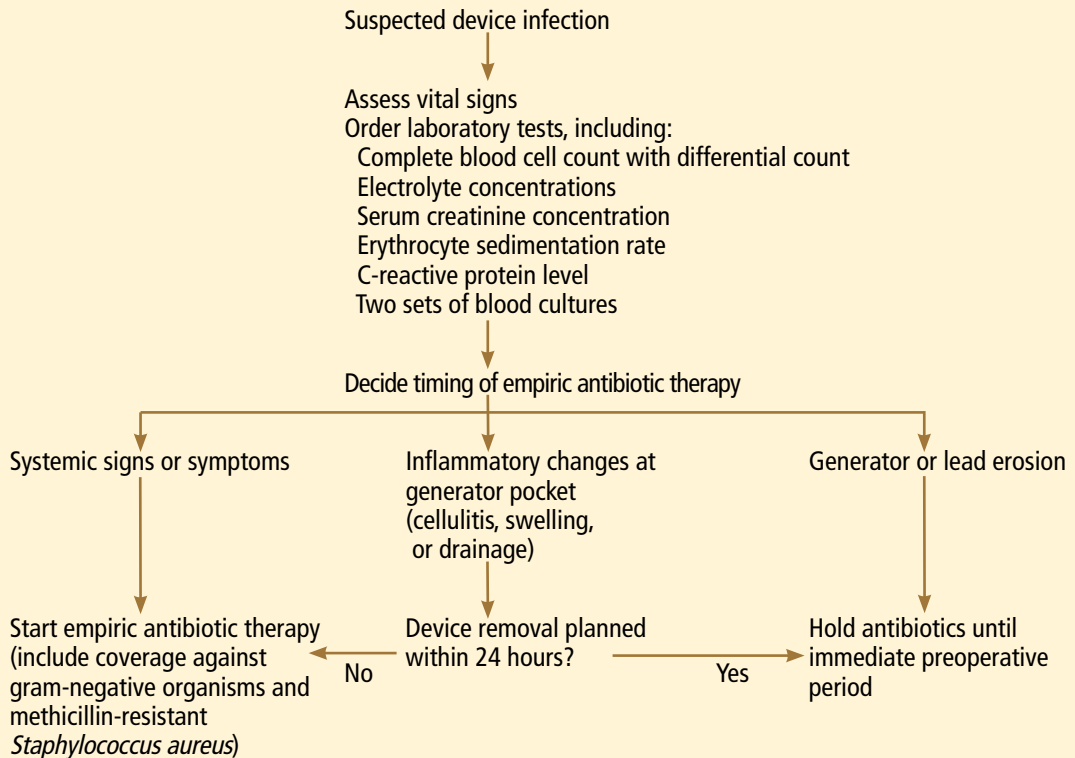 Suspected device infection
Assess vital signs
Order laboratory tests, including:
Complete blood cell count with differential count
Electrolyte concentrations
Serum creatinine concentration
Erythrocyte sedimentation rate
C-reactive protein level
Two sets of blood cultures
Decide timing of empiric antibiotic therapy
Systemic signs or symptoms
Inflammatory changes at
generator pocket
(cellulitis, swelling,
or drainage)
Generator or lead erosion
Start empiric antibiotic therapy
(include coverage against
gram-negative organisms and
methicillin-resistant
Staphylococcus aureus)
No
Device removal planned
within 24 hours?
Yes
Hold antibiotics until
immediate preoperative
period